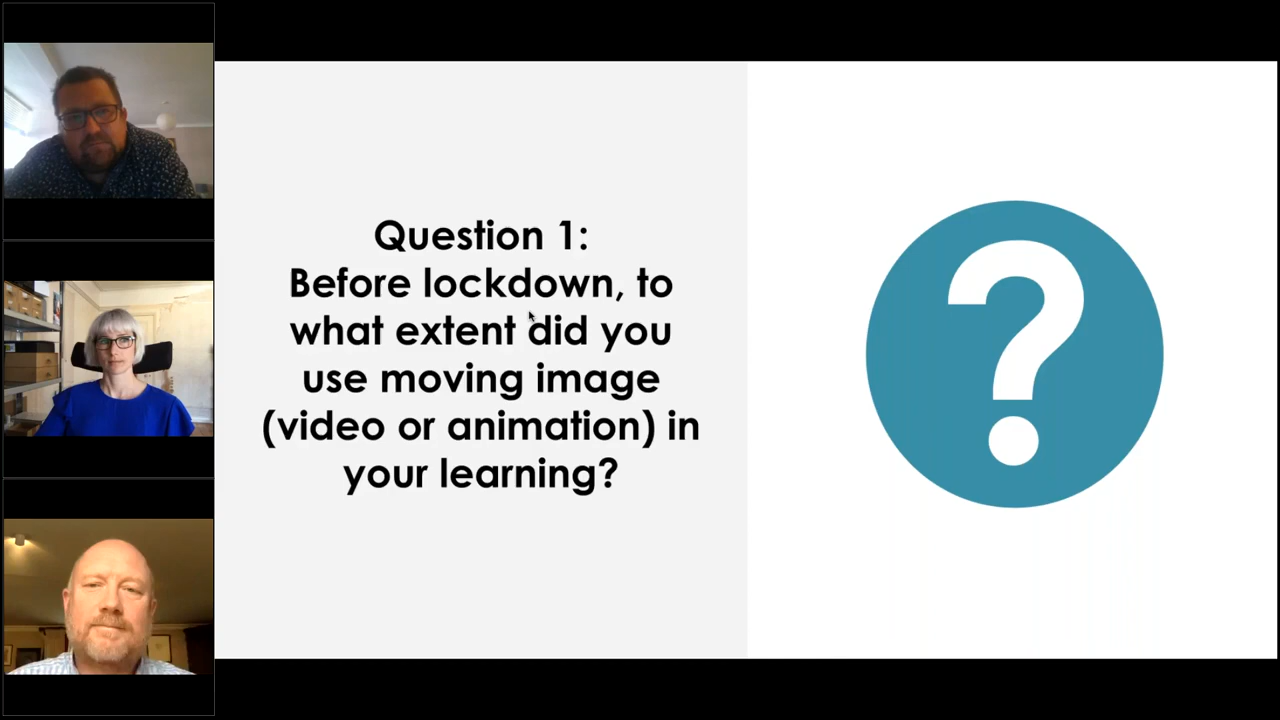 Question 1:
Before lockdown, to
what extent did you
use moving image
(video or animation) in
your learning?
?